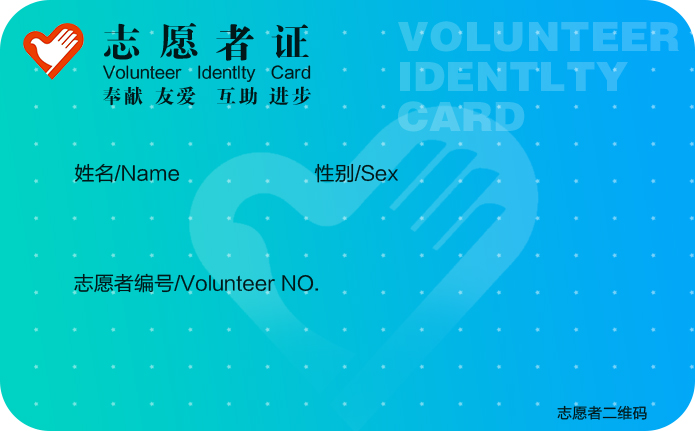 志愿者证
Volunteer Identlty Card
奉献 友爱 互助 进步
VOLUNTEER
IDENTLTY
CARD
姓名/Name
性别/Sex
志愿者编号/Volunteer NO.
志愿者二维码